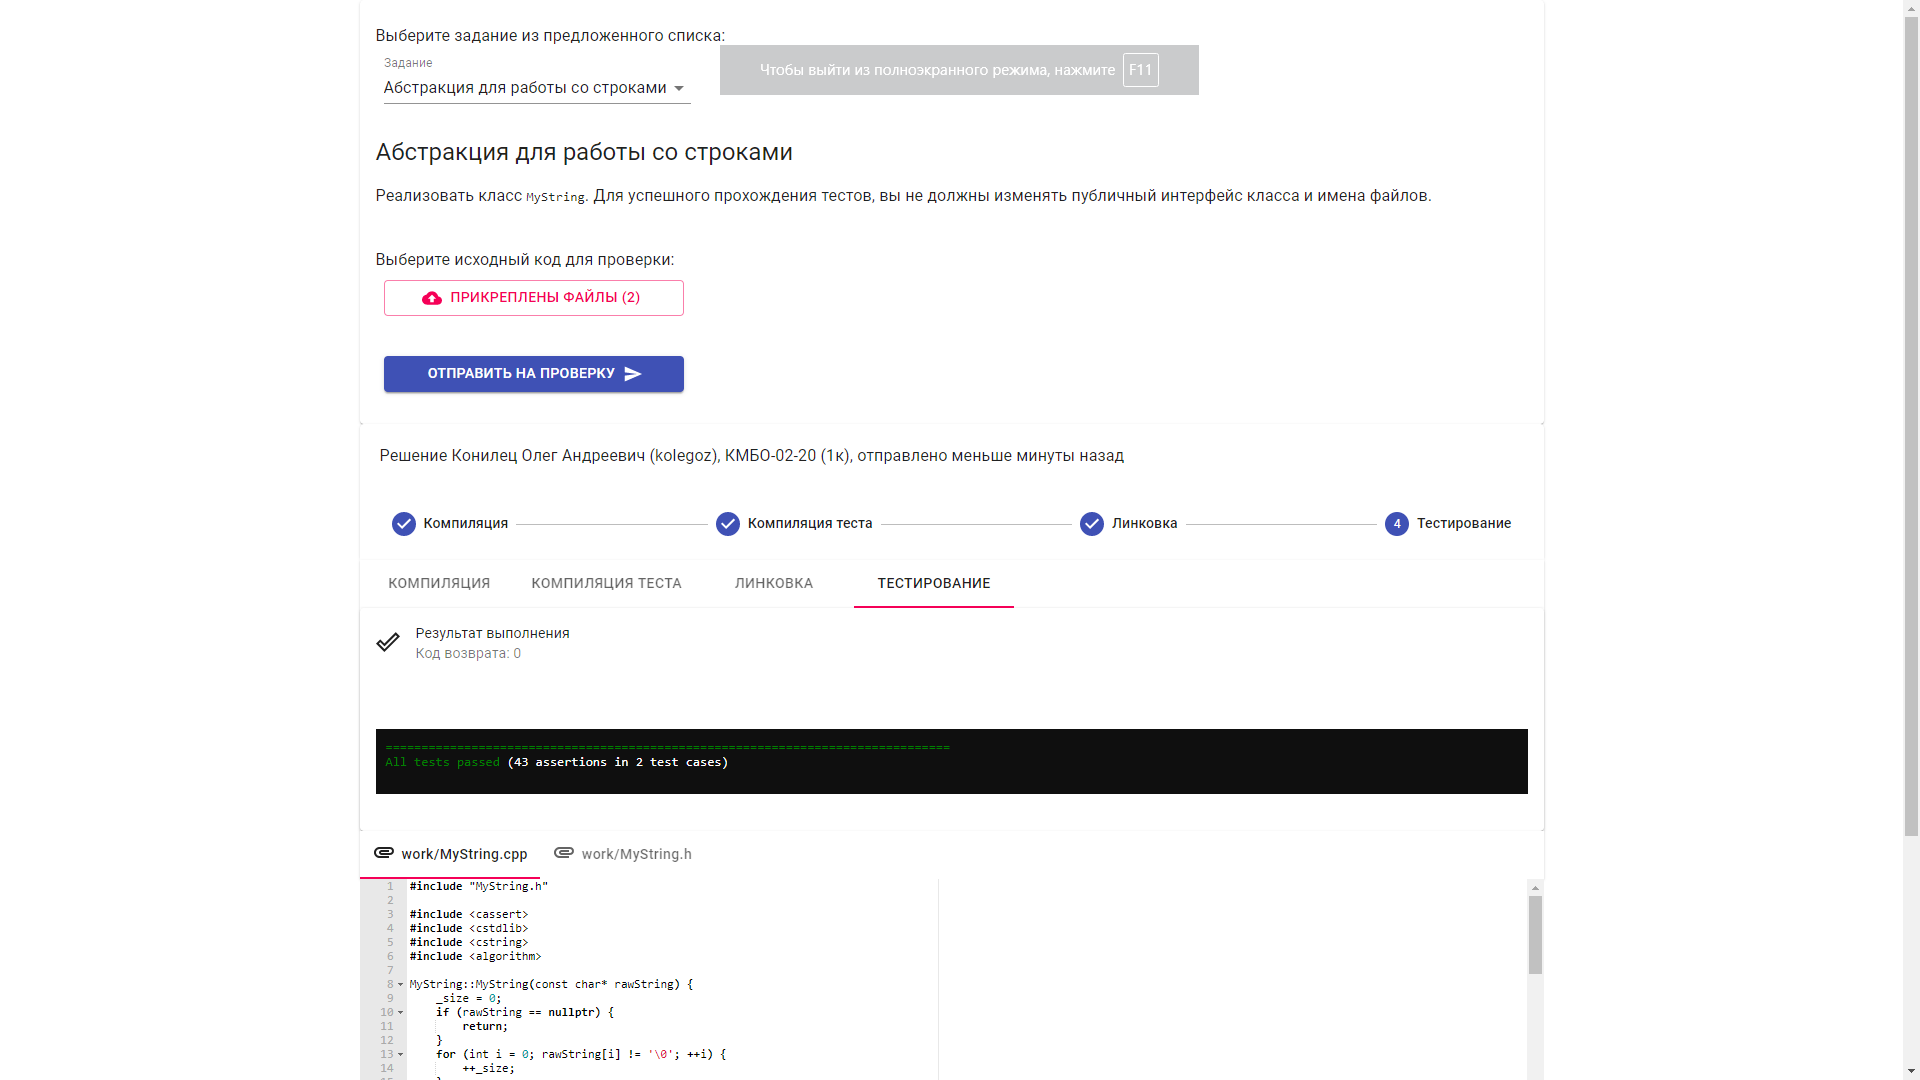 Выберите задание из предложенного списка:
Задание
Абстракция для работы со строками
Чтобы выйти из полноэкранного режима, нажмите F11
Абстракция для работы со строками
Реализовать класс MyString. Для успешного прохождения тестов, вы не должны изменять публичный интерфейс класса и имена файлов.
Выберите исходный код для проверки:
ПРИКРЕПЛЕНЫ ФАЙЛЫ (2)
ОТПРАВИТЬ НА ПРОВЕРКУ
Решение Конилец Олег Андреевич (kolegoz), КМБО-02-20 (1к), отправлено меньше минуты назад
Компиляция Компиляция теста Линковка 4 Тестирование
КОМПИЛЯЦИЯ КОМПИЛЯЦИЯ ТЕСТА ЛИНКОВКА ТЕСТИРОВАНИЕ
Результат выполнения
Код возврата: 0
===============================================================================
All tests passed (43 assertions in 2 test cases)
work/MyString.cpp work/MyString.h
1 #include "MyString.h"
2
3 #include <cassert>
4 #include <cstdlib>
5 #include <cstring>
6 #include <algorithm>
7
8 MyString::MyString(const char* rawString) {
9 _size = 0;
10 if (rawString == nullptr) {
11 return;
12 }
13 for (int i = 0; rawString[i] != '\0'; ++i) {
14 ++_size;
15 }